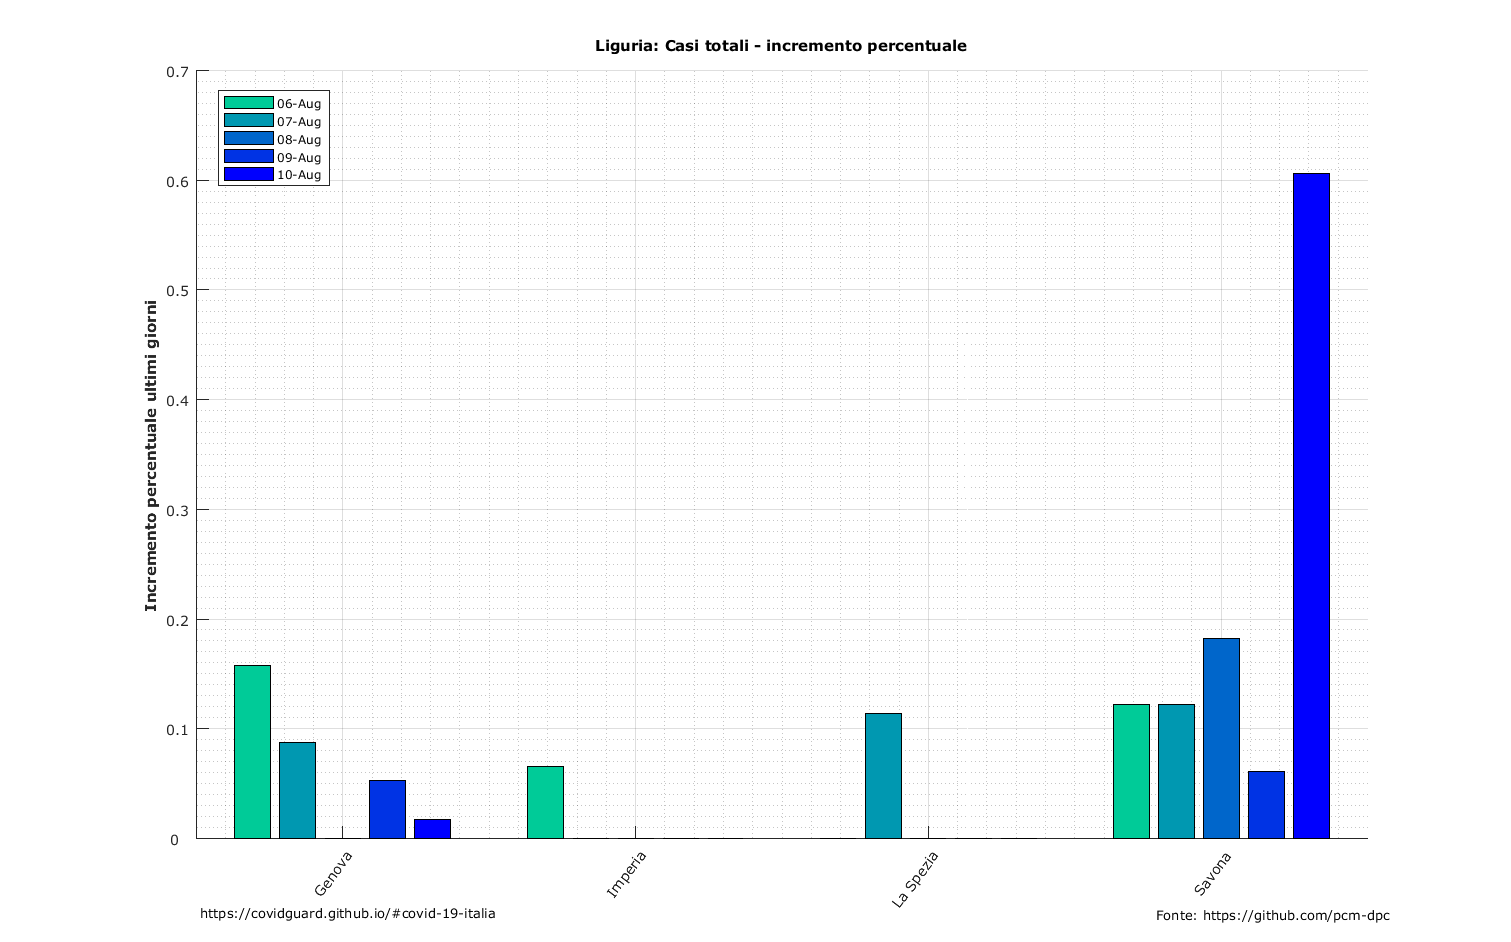 Liguria: Casi totali - incremento percentuale
0.7
0.6
0.5
0.4
0.3
0.2
0.1
0
Incremento percentuale ultimi giorni
06-Aug
07-Aug
08-Aug
09-Aug
10-Aug
Genova
Imperia
La Spezia
Savona
https://covidguard.github.io/#covid-19-italia
Fonte: https://github.com/pcm-dpc